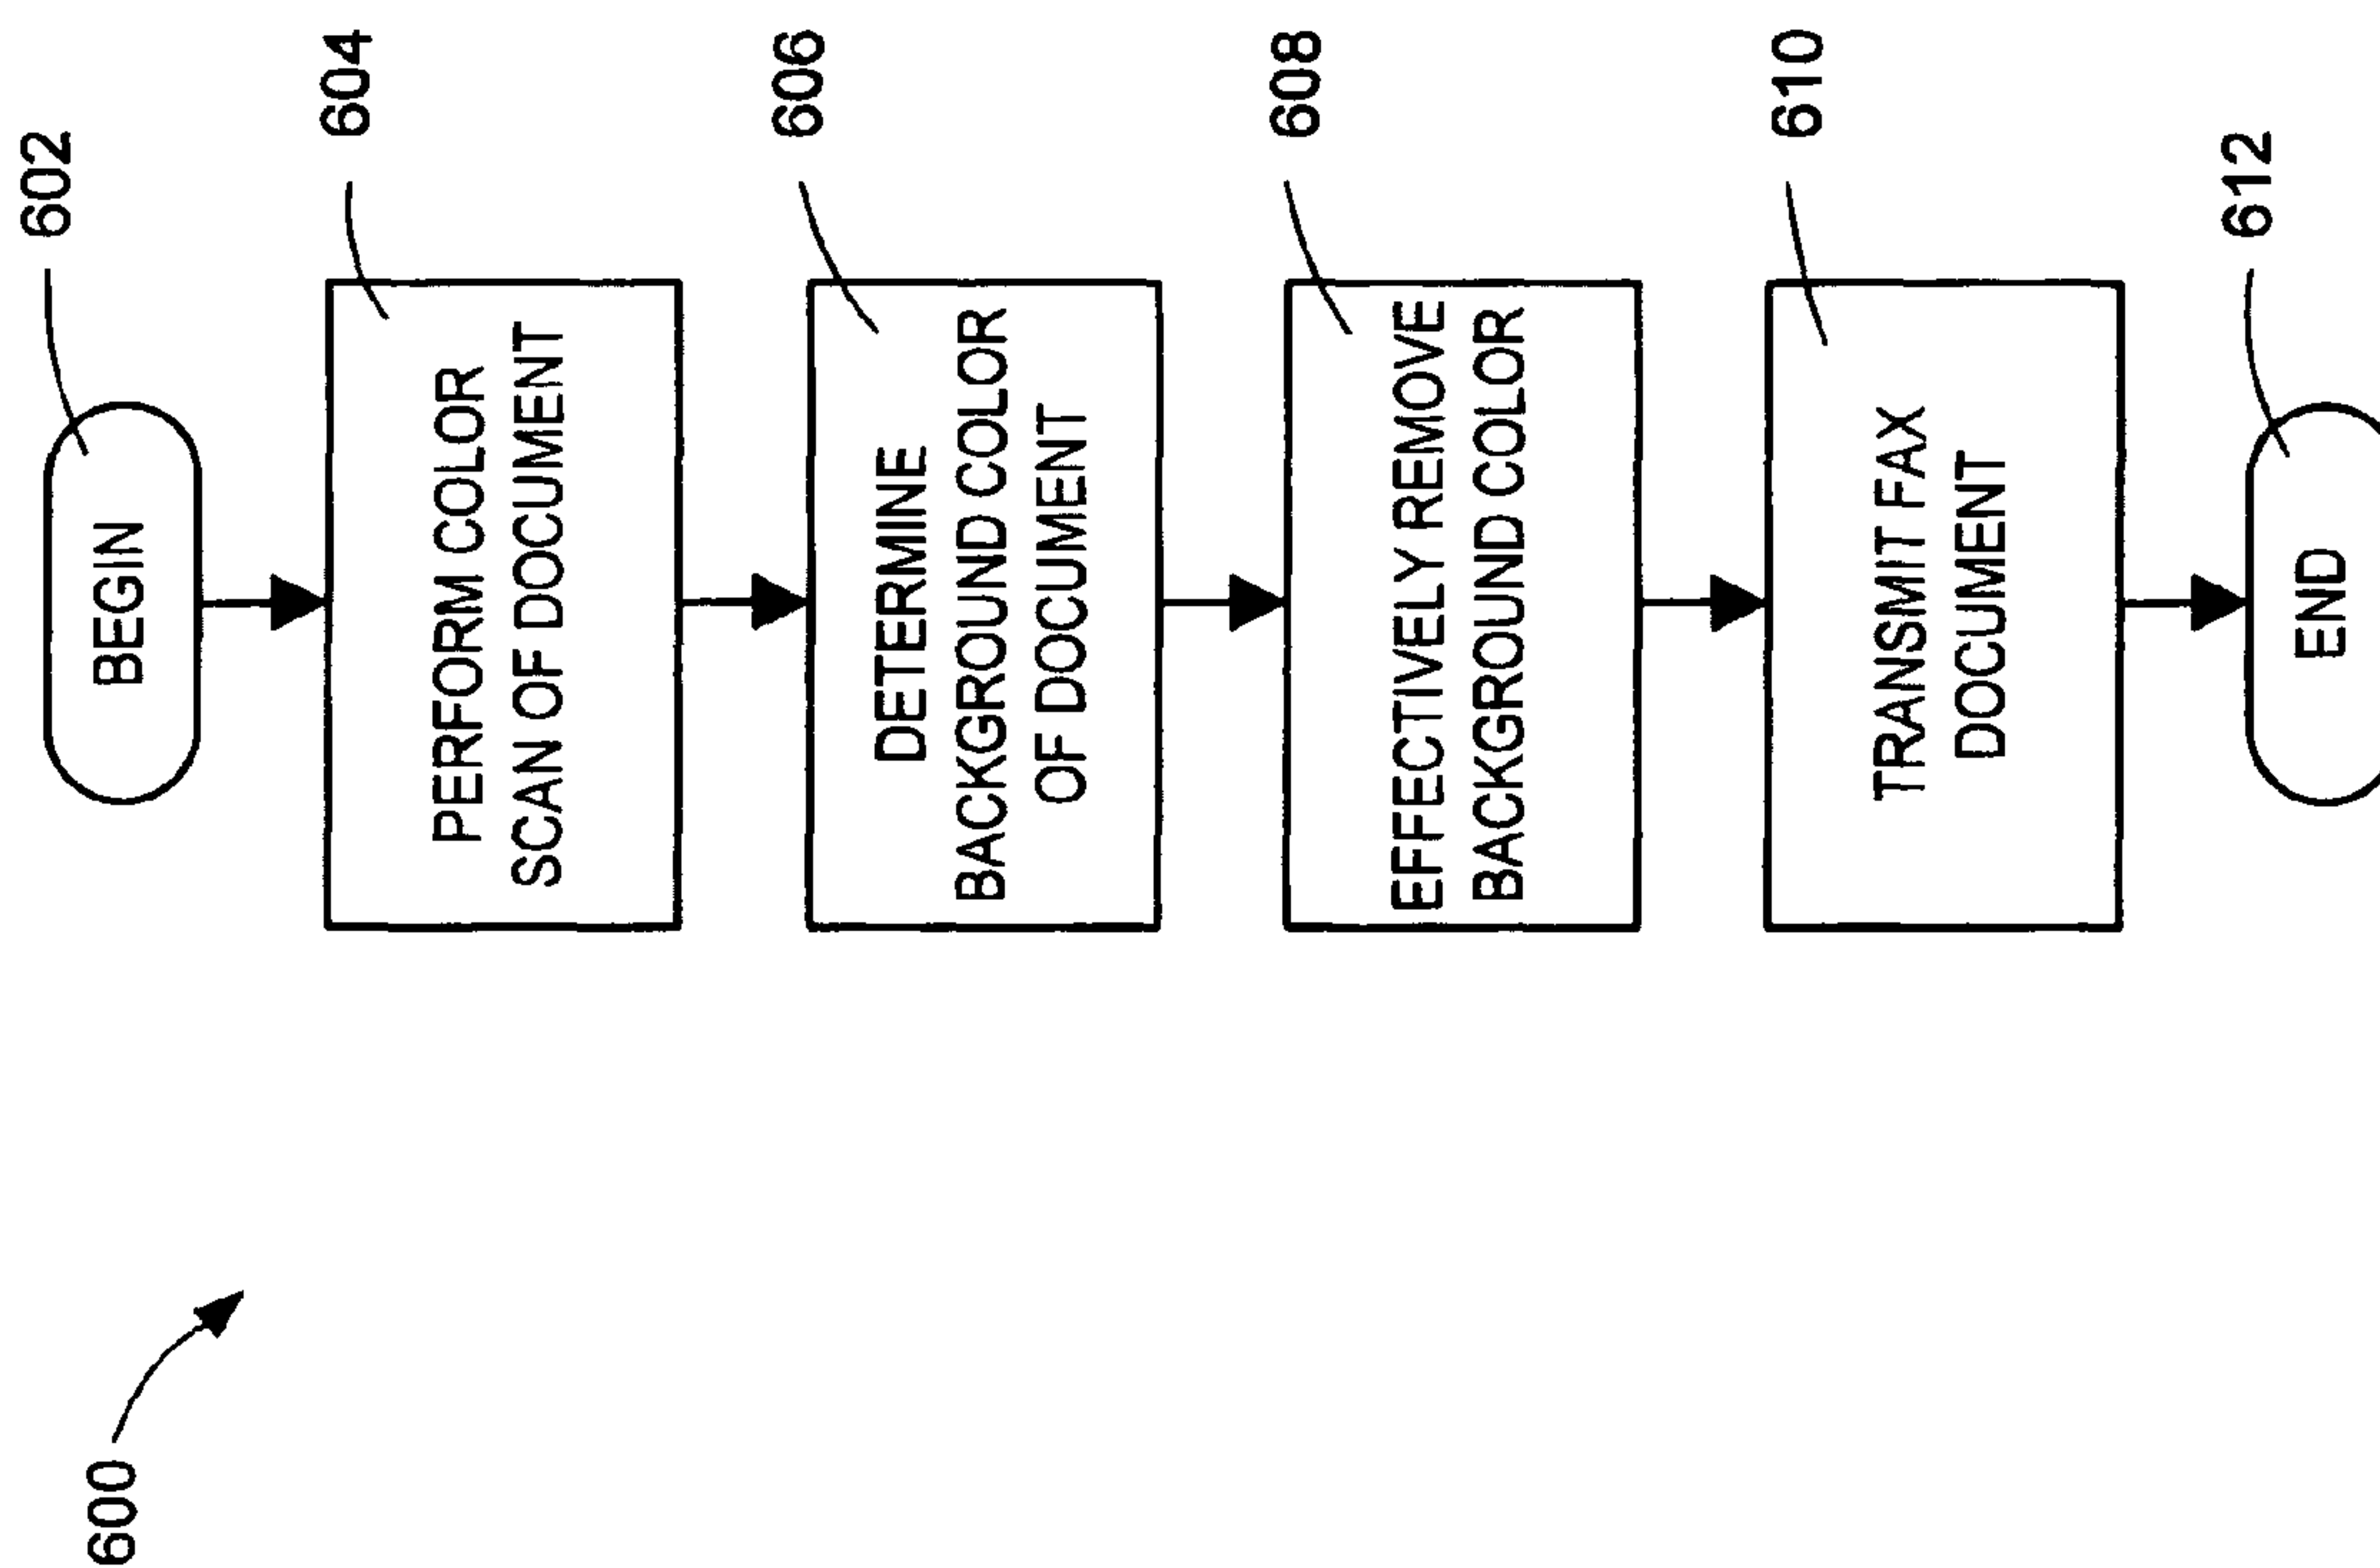 600
602
BEGIN
604
PERFORM COLOR
SCAN OF DOCUMENT
606
DETERMINE
BACKGROUND COLOR
OF DOCUMENT
608
EFFECTIVELY REMOVE
BACKGROUND COLOR
610
TRANSMIT FAX
DOCUMENT
612
END